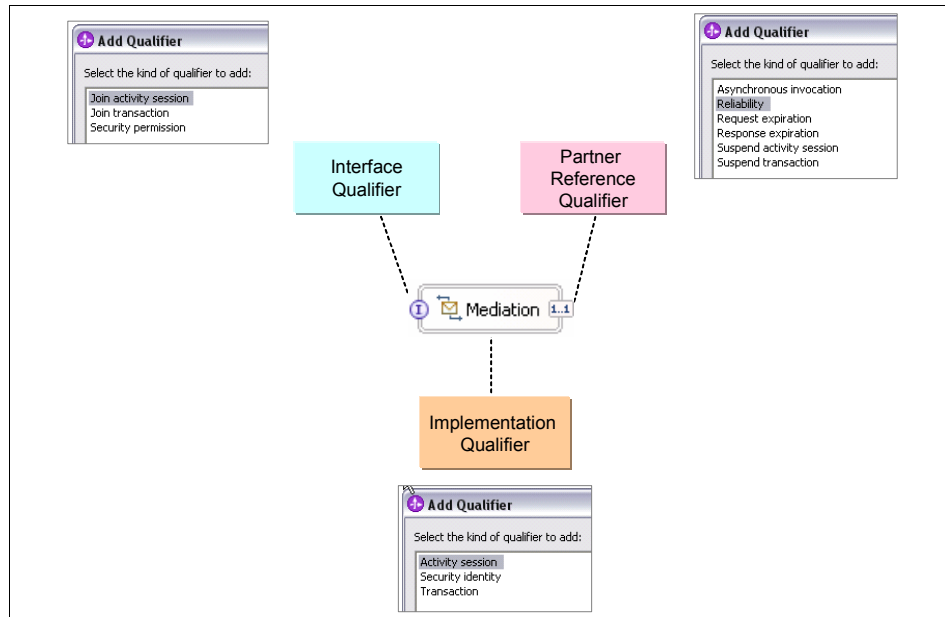 Add Qualifier
Select the kind of qualifier to add:
Join activity session
Join transaction
Security permission
Add Qualifier
Select the kind of qualifier to add:
Asynchronous invocation
Reliability
Request expiration
Response expiration
Suspend activity session
Suspend transaction
Interface
Qualifier
Partner
Reference
Qualifier
I
Mediation
1..1
Implementation
Qualifier
Add Qualifier
Select the kind of qualifier to add:
Activity session
Security identity
Transaction